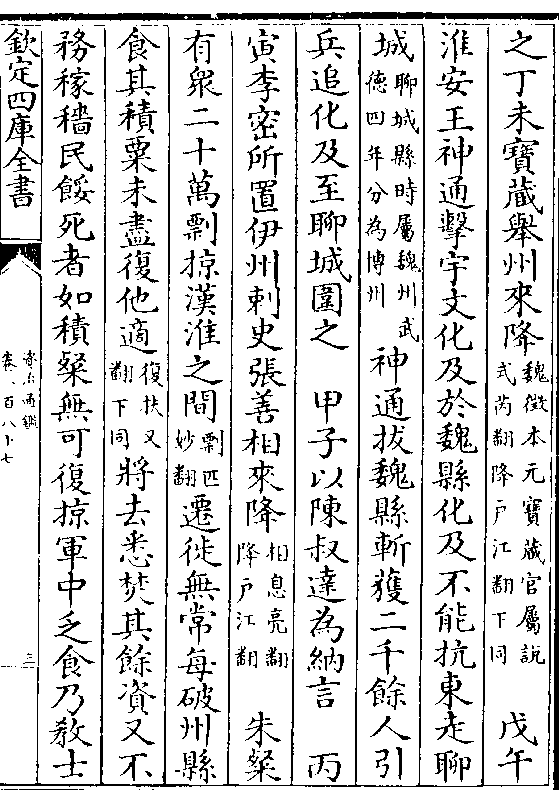 之丁未寳蔵舉州來降魏徵本元寶蔵官屬說式芮翻降戸江翻下同 戊午
淮安王神通擊宇文化及於魏縣化及不能抗東走聊
城聊城縣時屬魏州武德四年分為博州神通拔魏縣斬獲二千餘人引
兵追化及至聊城圍之 甲子以陳叔達為納言 丙
寅李密所置伊州刺史張善相來降相息亮翻降戸江翻 朱粲
有衆二十萬剽掠漢淮之間剽匹妙翻遷徙無常每破州縣
食其積粟未盡復他適復扶又翻下同將去悉焚其餘資又不
務稼穡民餒死者如積粲無可復掠軍中乏食乃教士
欽定四庫全書
資治通鑑
卷一百八十七
三